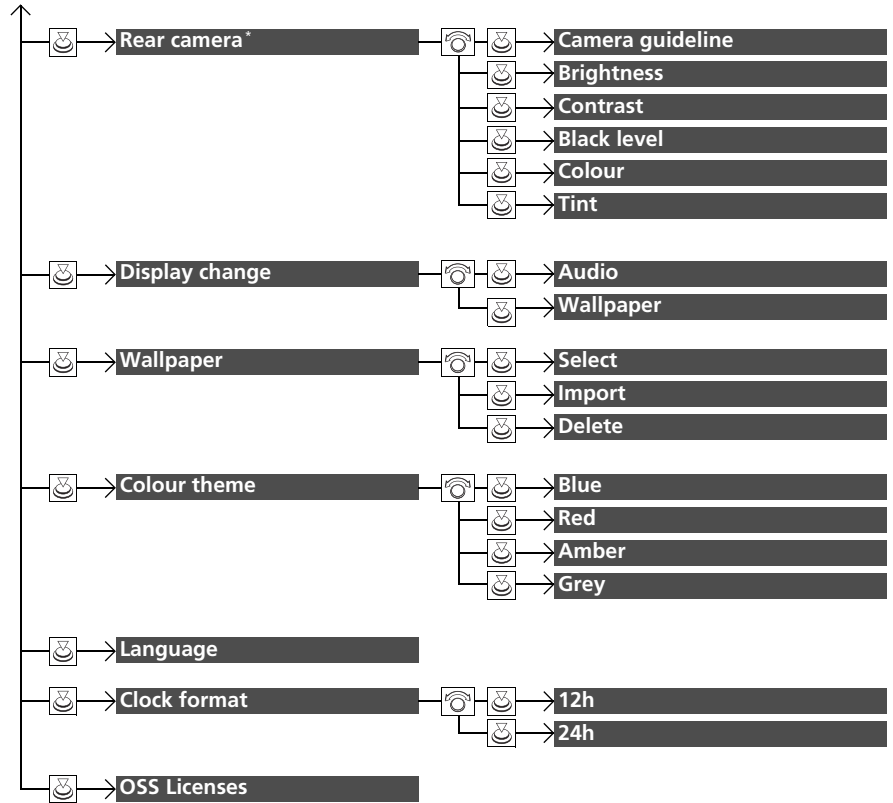 Rear camera*
Camera guideline
Brightness
Contrast
Black level
Colour
Tint
Display change
Audio
Wallpaper
Wallpaper
Select
Import
Delete
Colour theme
Blue
Red
Amber
Grey
Language
Clock format
12h
24h
OSS Licenses